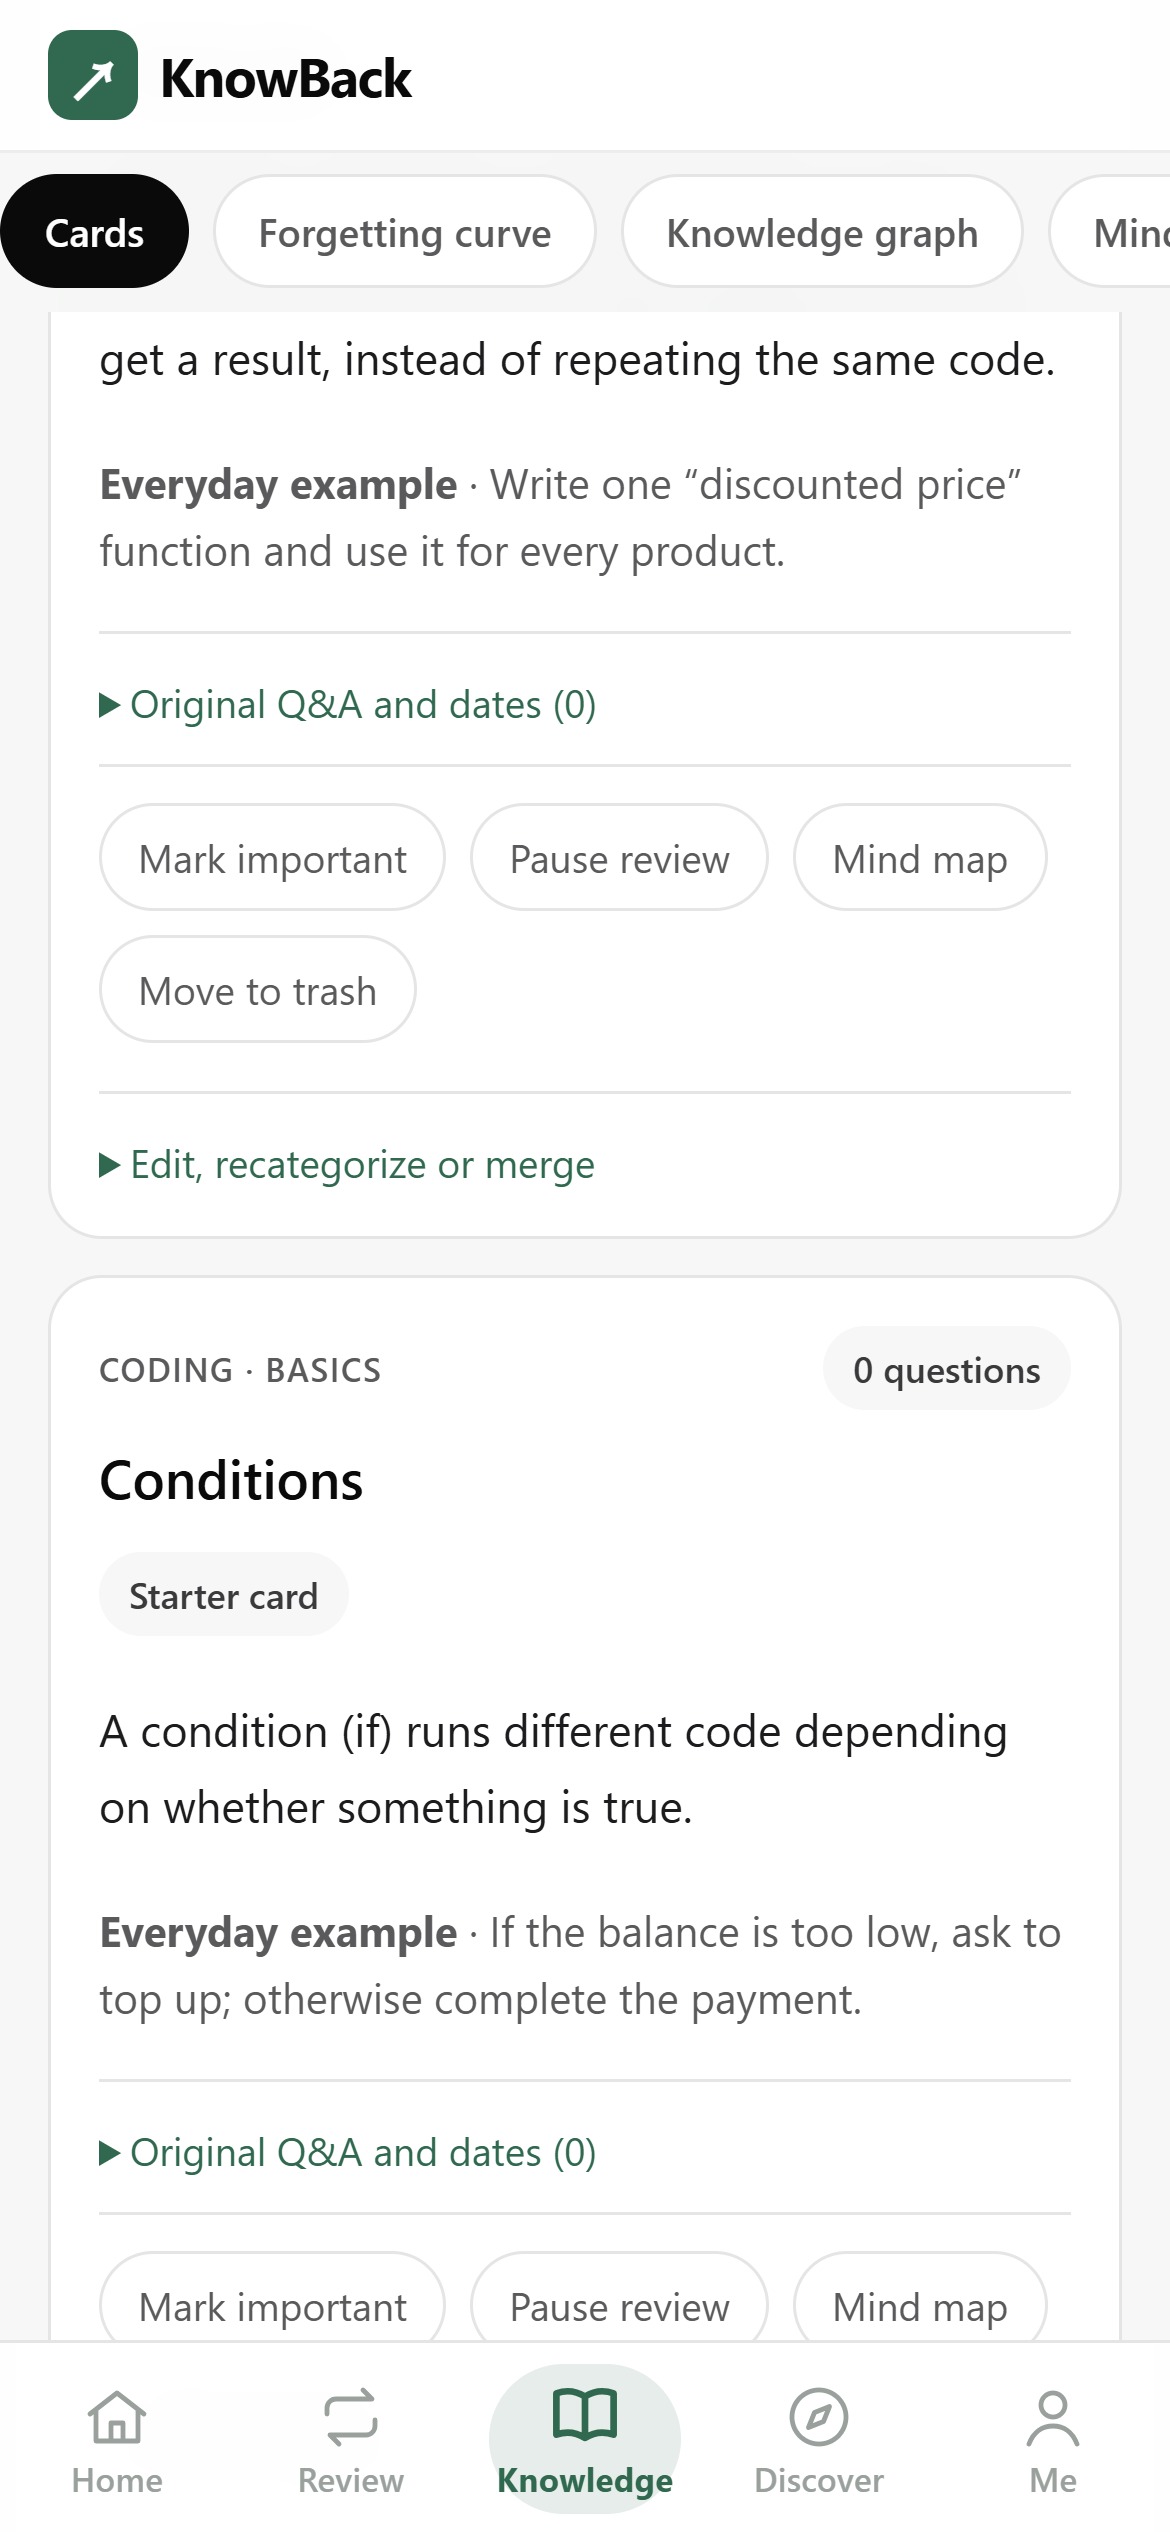 KnowBack
Cards
Forgetting curve
Knowledge graph
get a result, instead of repeating the same code.
Everyday example · Write one “discounted price”
function and use it for every product.
Original Q&A and dates (0)
Mark important
Pause review
Mind map
Move to trash
Edit, recategorize or merge
CODING · BASICS
0 questions
Conditions
Starter card
A condition (if) runs different code depending
on whether something is true.
Everyday example · If the balance is too low, ask to
top up; otherwise complete the payment.
Original Q&A and dates (0)
Mark important
Pause review
Mind map
Home
Review
Knowledge
Discover
Me